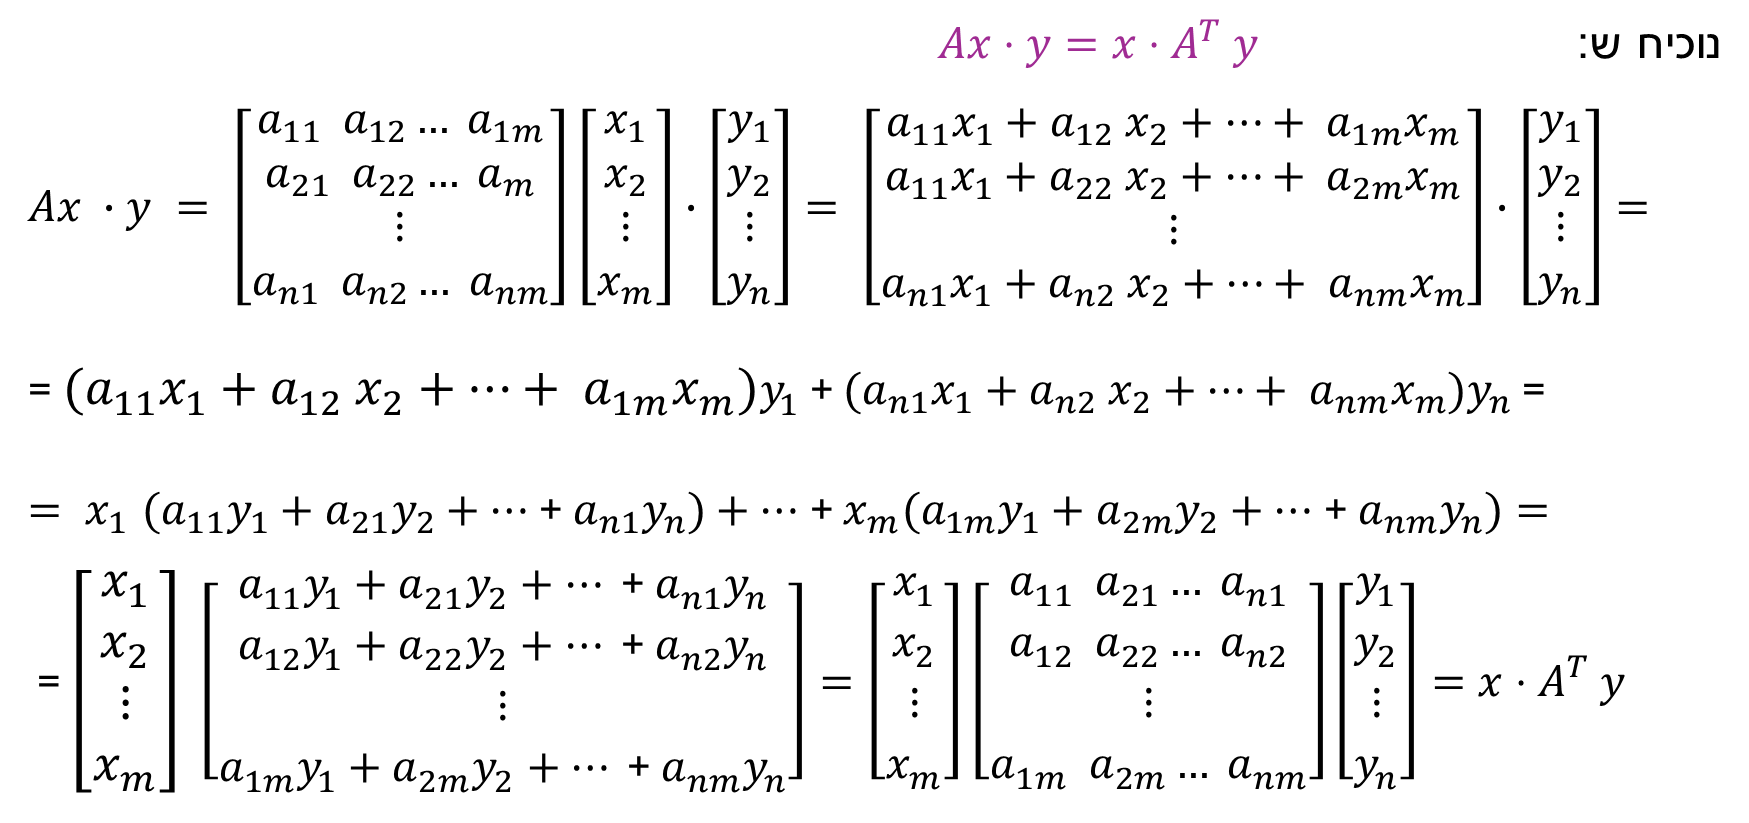 נוכיח ש: Ax · y = x · Aᵀ y
Ax · y = [a₁₁ a₁₂ … a₁ₘ; a₂₁ a₂₂ … aₘ; ⋮; aₙ₁ aₙ₂ … aₙₘ] [x₁; x₂; ⋮; xₘ] · [y₁; y₂; ⋮; yₙ] = [a₁₁x₁ + a₁₂ x₂ + ⋯ + a₁ₘxₘ; a₁₁x₁ + a₂₂ x₂ + ⋯ + a₂ₘxₘ; ⋮; aₙ₁x₁ + aₙ₂ x₂ + ⋯ + aₙₘxₘ] · [y₁; y₂; ⋮; yₙ] =
= (a₁₁x₁ + a₁₂ x₂ + ⋯ + a₁ₘxₘ)y₁ + (aₙ₁x₁ + aₙ₂ x₂ + ⋯ + aₙₘxₘ)yₙ =
= x₁ (a₁₁y₁ + a₂₁y₂ + ⋯ + aₙ₁yₙ) + ⋯ + xₘ(a₁ₘy₁ + a₂ₘy₂ + ⋯ + aₙₘyₙ) =
= [x₁; x₂; ⋮; xₘ] [a₁₁y₁ + a₂₁y₂ + ⋯ + aₙ₁yₙ; a₁₂y₁ + a₂₂y₂ + ⋯ + aₙ₂yₙ; ⋮; a₁ₘy₁ + a₂ₘy₂ + ⋯ + aₙₘyₙ] = [x₁; x₂; ⋮; xₘ] [a₁₁ a₂₁ … aₙ₁; a₁₂ a₂₂ … aₙ₂; ⋮; a₁ₘ a₂ₘ … aₙₘ] [y₁; y₂; ⋮; yₙ] = x · Aᵀ y